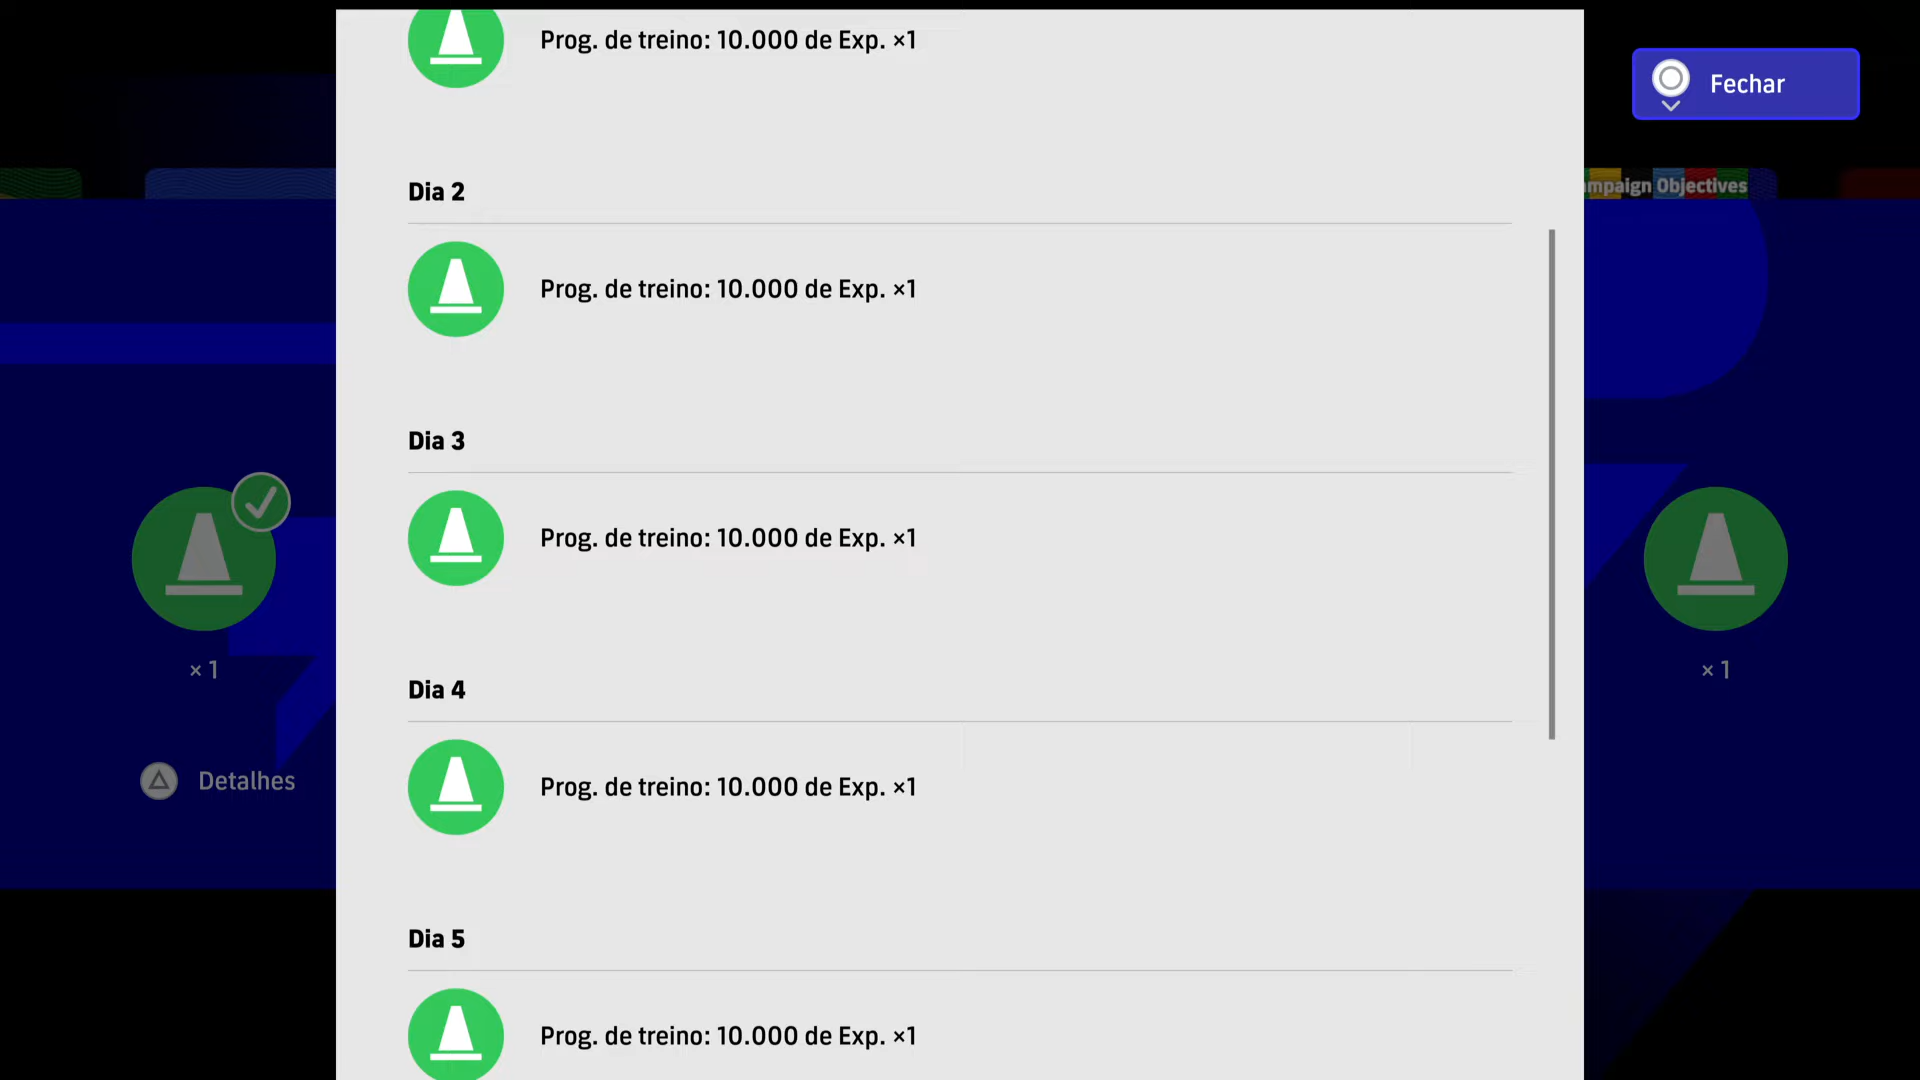 Prog. de treino: 10.000 de Exp. ×1
Fechar
Dia 2
Objectives
Prog. de treino: 10.000 de Exp. ×1
Dia 3
Prog. de treino: 10.000 de Exp. ×1
× 1
× 1
Dia 4
Detalhes
Prog. de treino: 10.000 de Exp. ×1
Dia 5
Prog. de treino: 10.000 de Exp. ×1